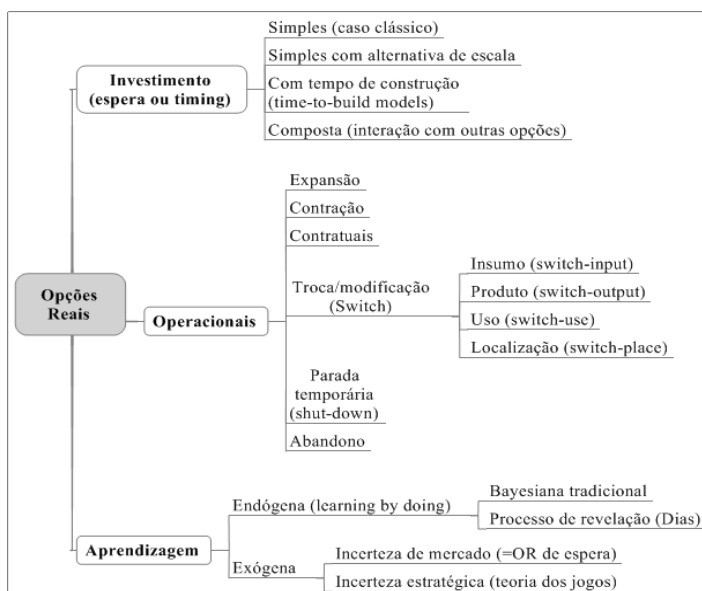 Simples (caso clássico)
Simples com alternativa de escala
Investimento
(espera ou timing)
Com tempo de construção
(time-to-build models)
Composta (interação com outras opções)
Expansão
Contração
Contratuais
Insumo (switch-input)
Opções
Reais
Operacionais
Troca/modificação
(Switch)
Produto (switch-output)
Uso (switch-use)
Localização (switch-place)
Parada
temporária
(shut-down)
Abandono
Aprendizagem
Endógena (learning by doing)
Bayesiana tradicional
Processo de revelação (Dias)
Exógena
Incerteza de mercado (=OR de espera)
Incerteza estratégica (teoria dos jogos)